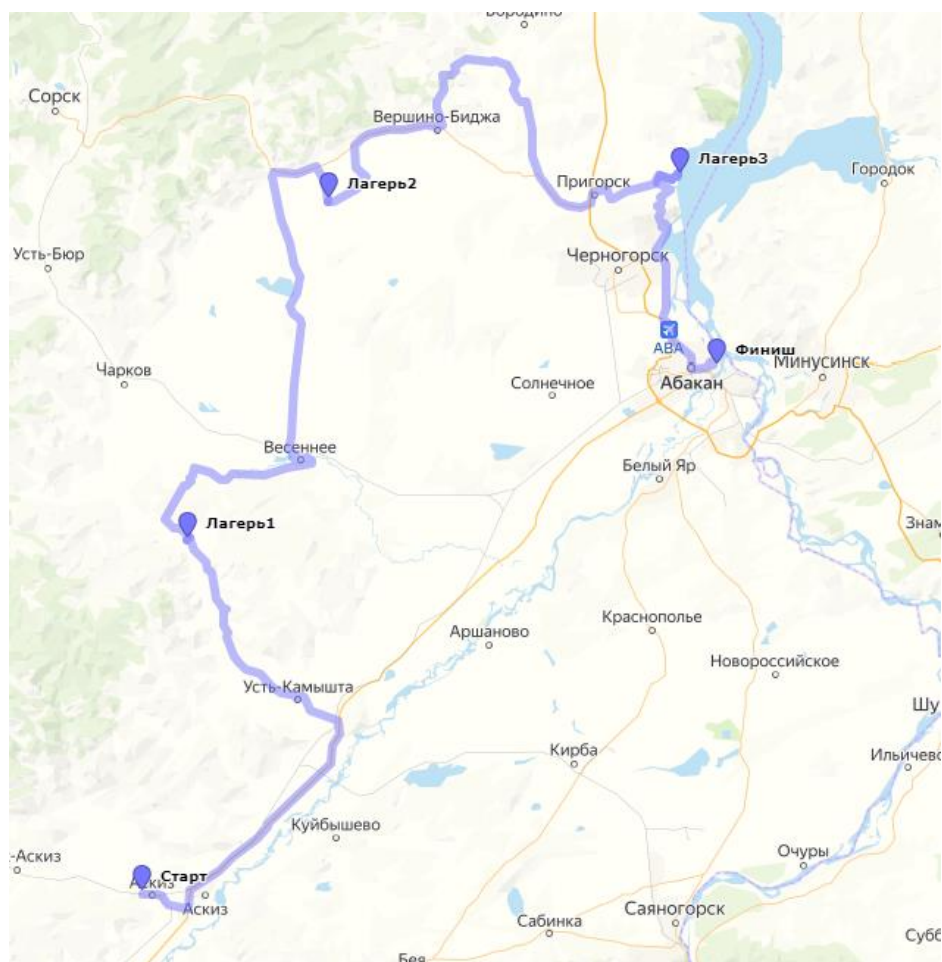 Бородино
Сорск
Вершино-Биджа
Лагерь3
Городок
Лагерь2
Пригорск
Усть-Бюр
Черногорск
ABA
Финиш
Чарков
Солнечное
Абакан
Минусинск
Весеннее
Белый Яр
Лагерь1
Знам
Краснополье
Аршаново
Новороссийское
Усть-Камышта
Шу
Кирба
Ильичево
Куйбышево
-Аскиз
Очуры
Старт
Аскиз
Аскиз
Саяногорск
Сабинка
Субб
Бея